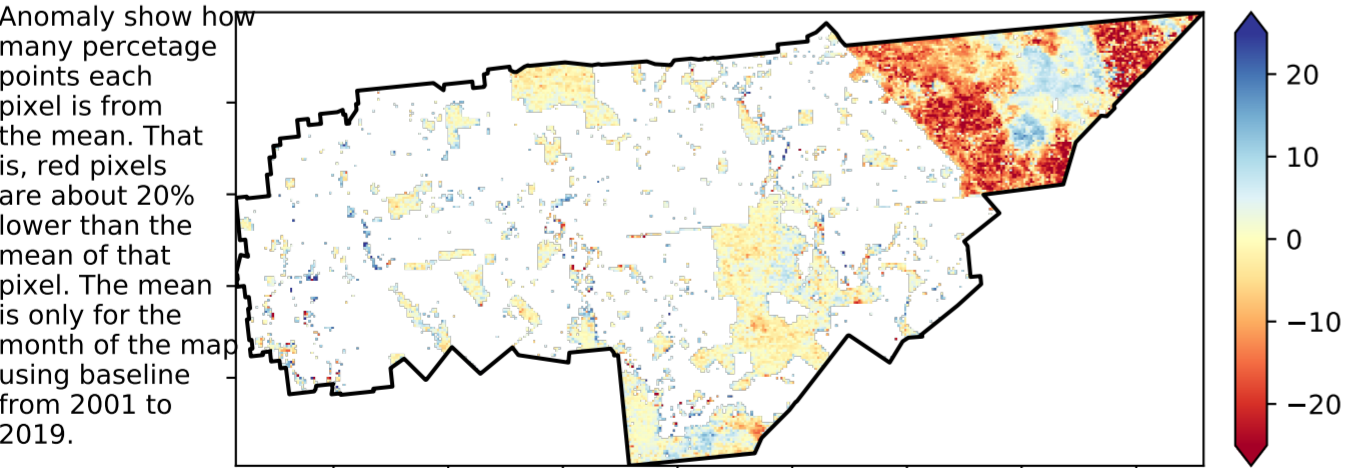 Anomaly show how
many percetage
points each
pixel is from
the mean. That
is, red pixels
are about 20%
lower than the
mean of that
pixel. The mean
is only for the
month of the map
using baseline
from 2001 to
2019.
20
10
0
−10
−20